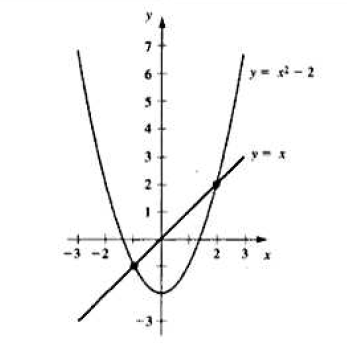 y
7
6
y = x² – 2
5
4
3
y = x
2
1
–3 –2 2 3 x
–3